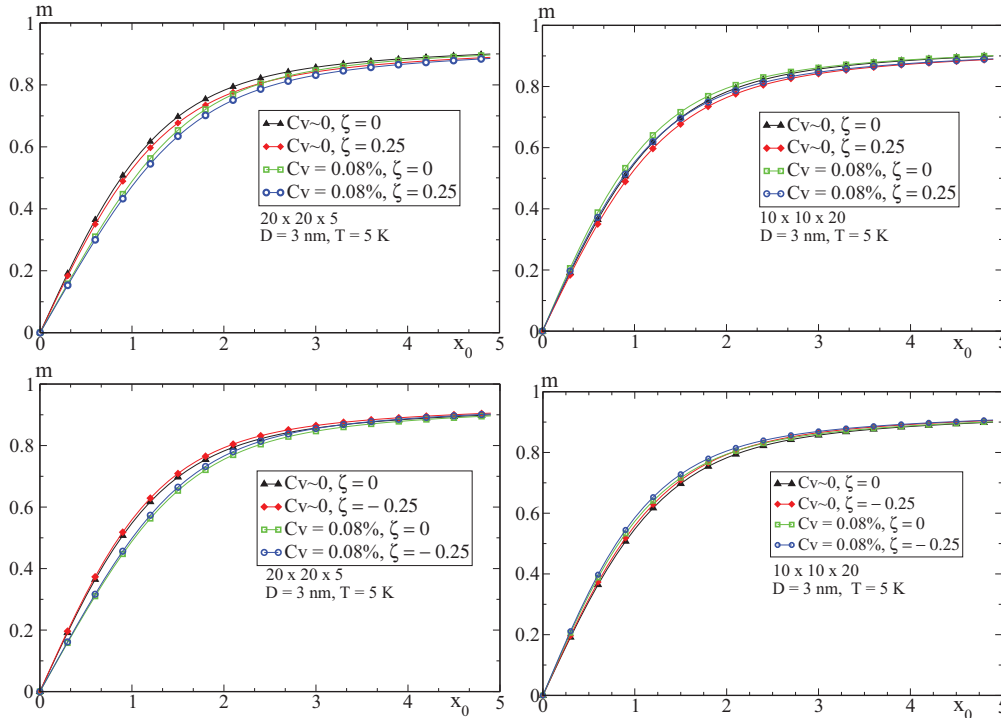 m
1
0.8
0.6
0.4
0.2
0
Cv~0, ζ = 0
Cv~0, ζ = 0.25
Cv = 0.08%, ζ = 0
Cv = 0.08%, ζ = 0.25
20 x 20 x 5
D = 3 nm, T = 5 K
0 1 2 3 x₀ 4 5
m
1
0.8
0.6
0.4
0.2
0
Cv~0, ζ = 0
Cv~0, ζ = 0.25
Cv = 0.08%, ζ = 0
Cv = 0.08%, ζ = 0.25
10 x 10 x 20
D = 3 nm, T = 5 K
0 1 2 3 x₀ 4 5
m
1
0.8
0.6
0.4
0.2
0
Cv~0, ζ = 0
Cv~0, ζ = − 0.25
Cv = 0.08%, ζ = 0
Cv = 0.08%, ζ = − 0.25
20 x 20 x 5
D = 3 nm, T = 5 K
0 1 2 3 4 x₀ 5
m
1
0.8
0.6
0.4
0.2
0
Cv~0, ζ = 0
Cv~0, ζ = − 0.25
Cv = 0.08%, ζ = 0
Cv = 0.08%, ζ = − 0.25
10 x 10 x 20
D = 3 nm, T = 5 K
0 1 2 3 4 x₀ 5